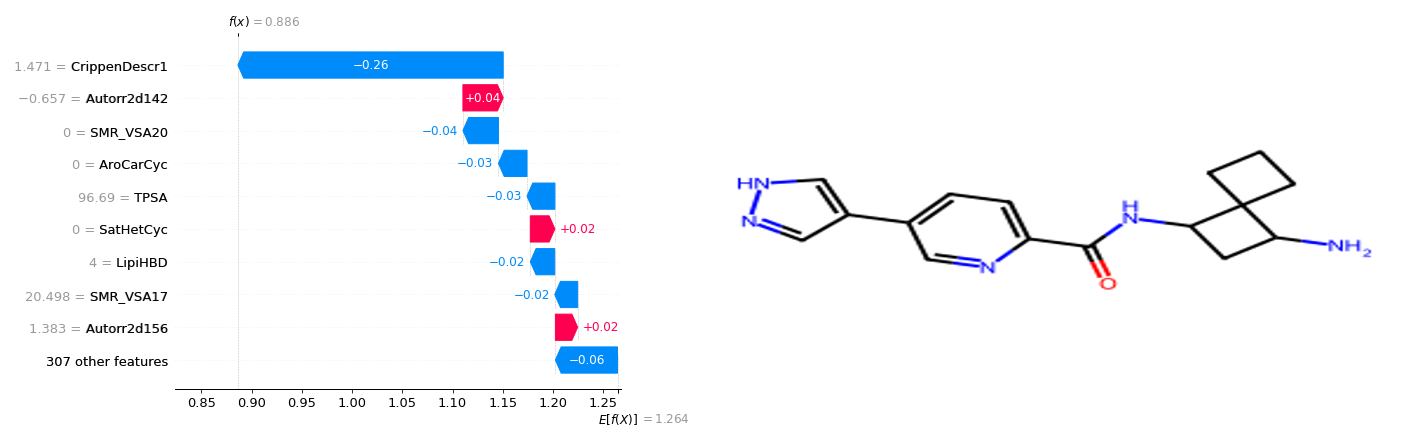 f(x) = 0.886
1.471 = CrippenDescr1
−0.26
−0.657 = Autorr2d142
+0.04
0 = SMR_VSA20
−0.04
0 = AroCarCyc
−0.03
96.69 = TPSA
−0.03
0 = SatHetCyc
+0.02
4 = LipiHBD
−0.02
20.498 = SMR_VSA17
−0.02
1.383 = Autorr2d156
+0.02
307 other features
−0.06
0.85 0.90 0.95 1.00 1.05 1.10 1.15 1.20 1.25
E[f(X)] = 1.264
HN
N
N
H
N
O
NH2